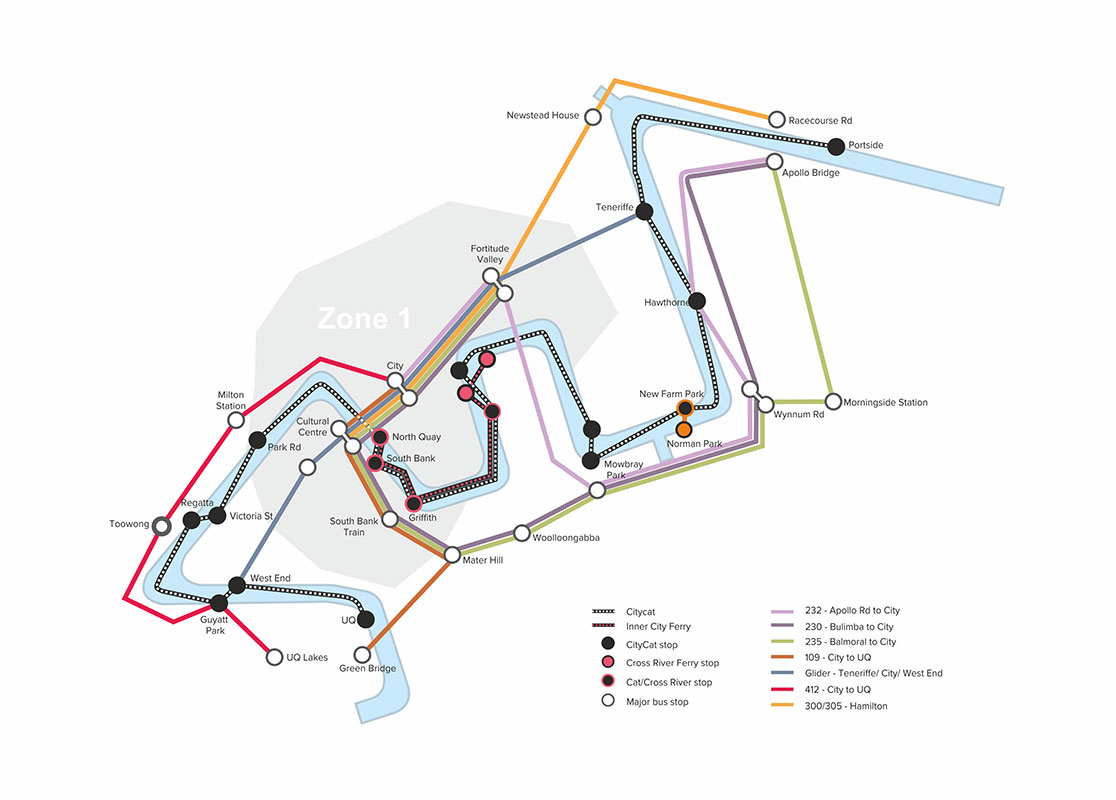 Newstead House
Racecourse Rd
Portside
Apollo Bridge
Teneriffe
Fortitude
Valley
Hawthorne
Zone 1
City
Milton
Station
New Farm Park
Morningside Station
Wynnum Rd
Cultural
Centre
North Quay
Norman Park
Park Rd
South Bank
Mowbray
Park
Regatta
Victoria St
Griffith
Toowong
South Bank
Train
Woolloongabba
Mater Hill
West End
Guyatt
Park
UQ
UQ Lakes
Green Bridge
Citycat
Inner City Ferry
CityCat stop
Cross River Ferry stop
Cat/Cross River stop
Major bus stop
232 - Apollo Rd to City
230 - Bulimba to City
235 - Balmoral to City
109 - City to UQ
Glider - Teneriffe/ City/ West End
412 - City to UQ
300/305 - Hamilton